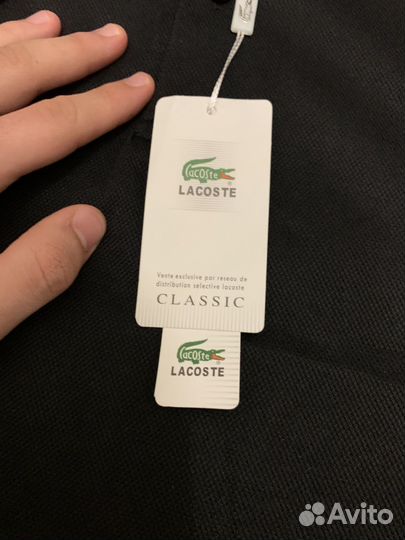 Lacoste
LACOSTE
Vente exclusive par reseau de
distribution selective lacoste
CLASSIC
Lacoste
LACOSTE
Avito